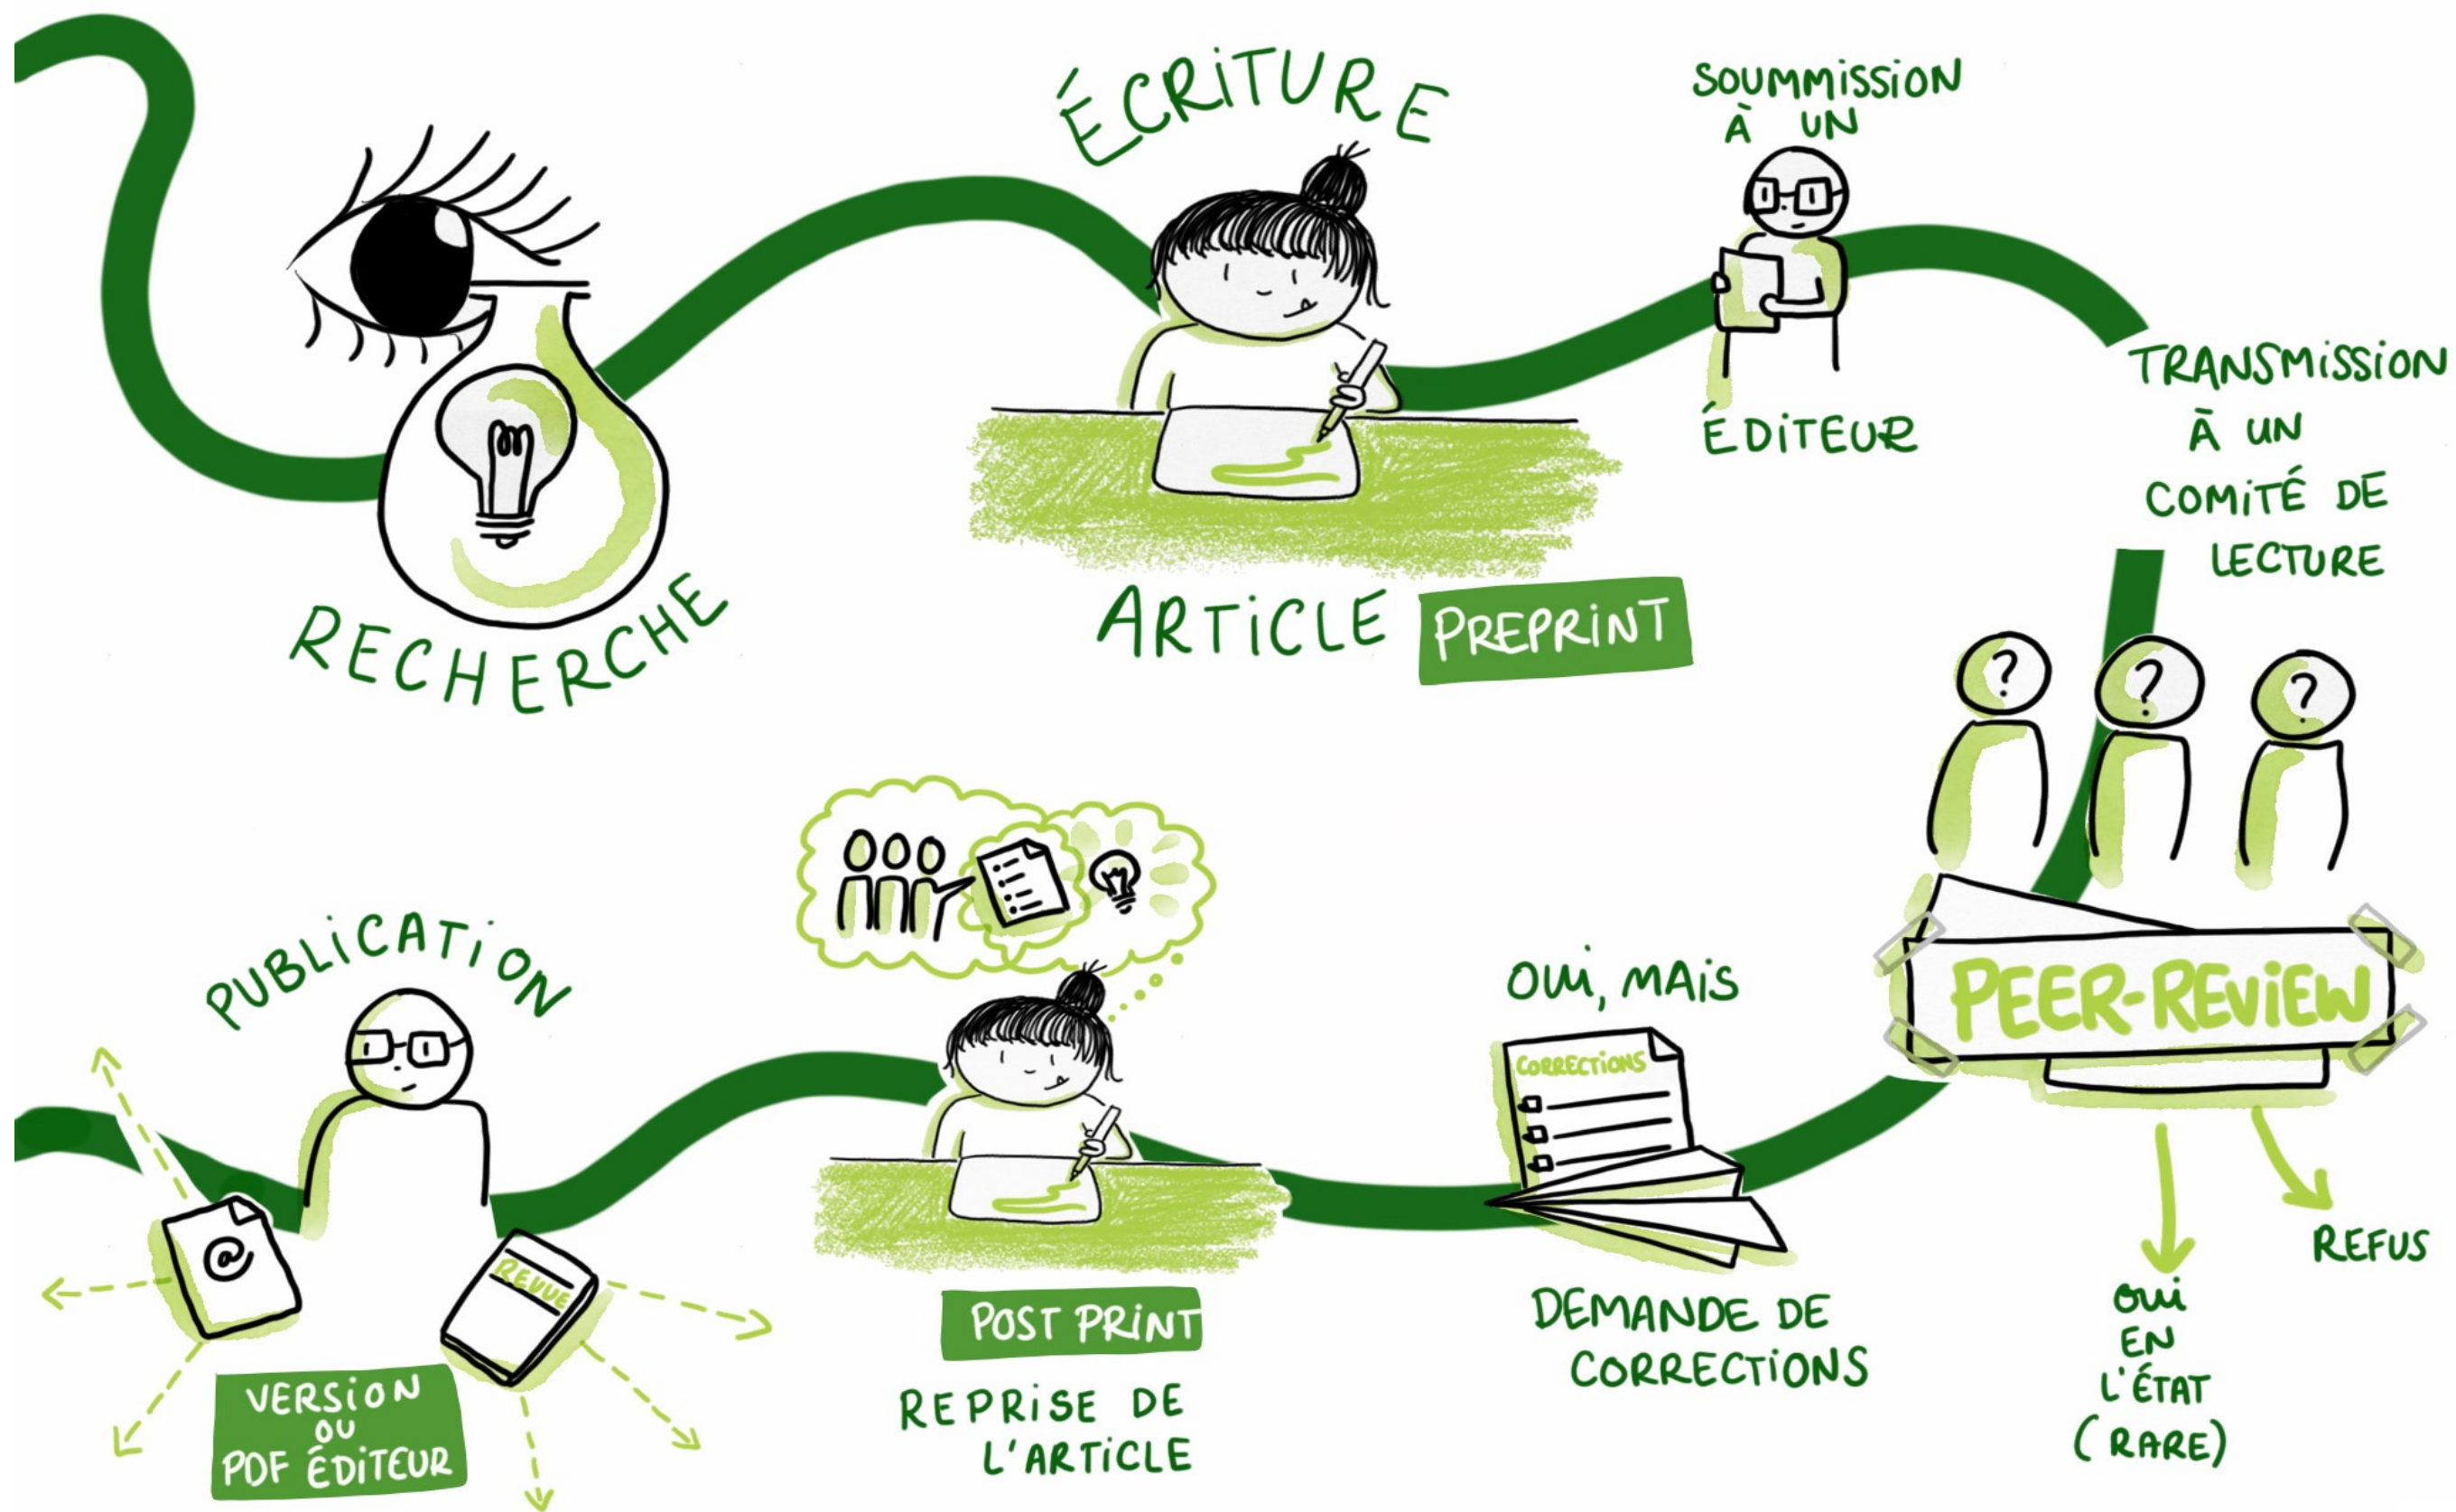 RECHERCHE
ÉCRITURE
ARTICLE
PREPRINT
SOUMMISSION
À UN
ÉDITEUR
TRANSMISSION
À UN
COMITÉ DE
LECTURE
?
?
?
PEER-REVIEW
REFUS
OUI
EN
L'ÉTAT
(RARE)
OUI, MAIS
CORRECTIONS
DEMANDE DE
CORRECTIONS
POST PRINT
REPRISE DE
L'ARTICLE
PUBLICATION
@
REVUE
VERSION
OU
PDF ÉDITEUR